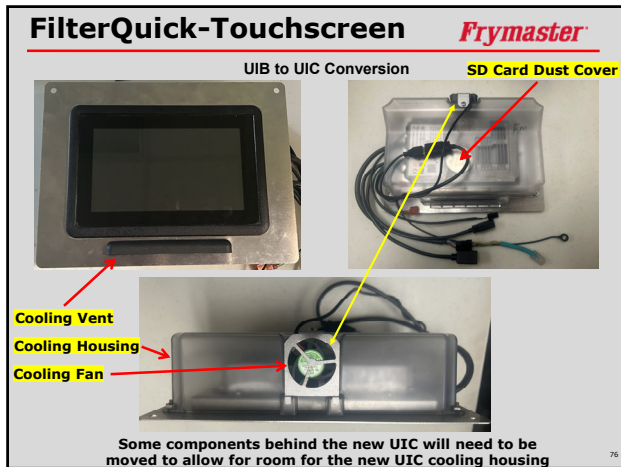 FilterQuick-Touchscreen
Frymaster
UIB to UIC Conversion
SD Card Dust Cover
Cooling Vent
Cooling Housing
Cooling Fan
Some components behind the new UIC will need to be
moved to allow for room for the new UIC cooling housing
76